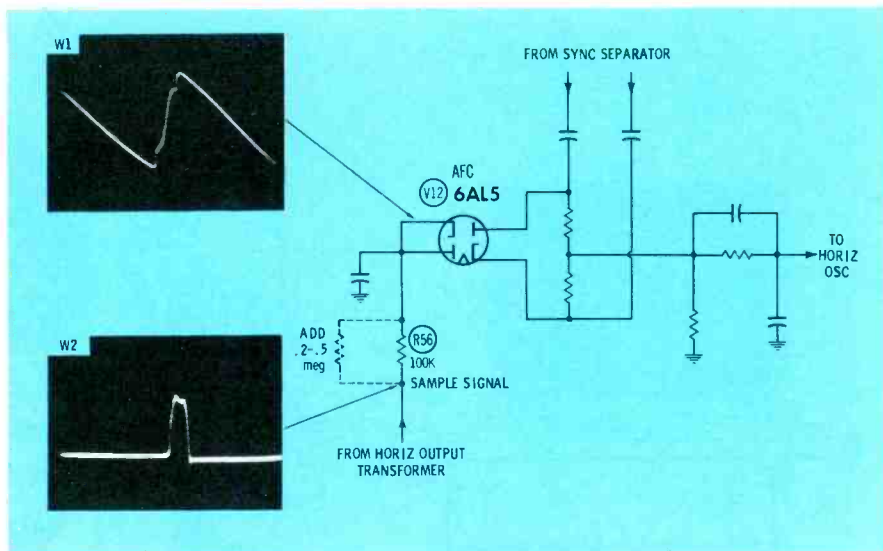 W1
FROM SYNC SEPARATOR
AFC
V12 6AL5
TO
HORIZ
OSC
ADD
.2-.5
meg
R56
100K
W2
SAMPLE SIGNAL
FROM HORIZ OUTPUT
TRANSFORMER